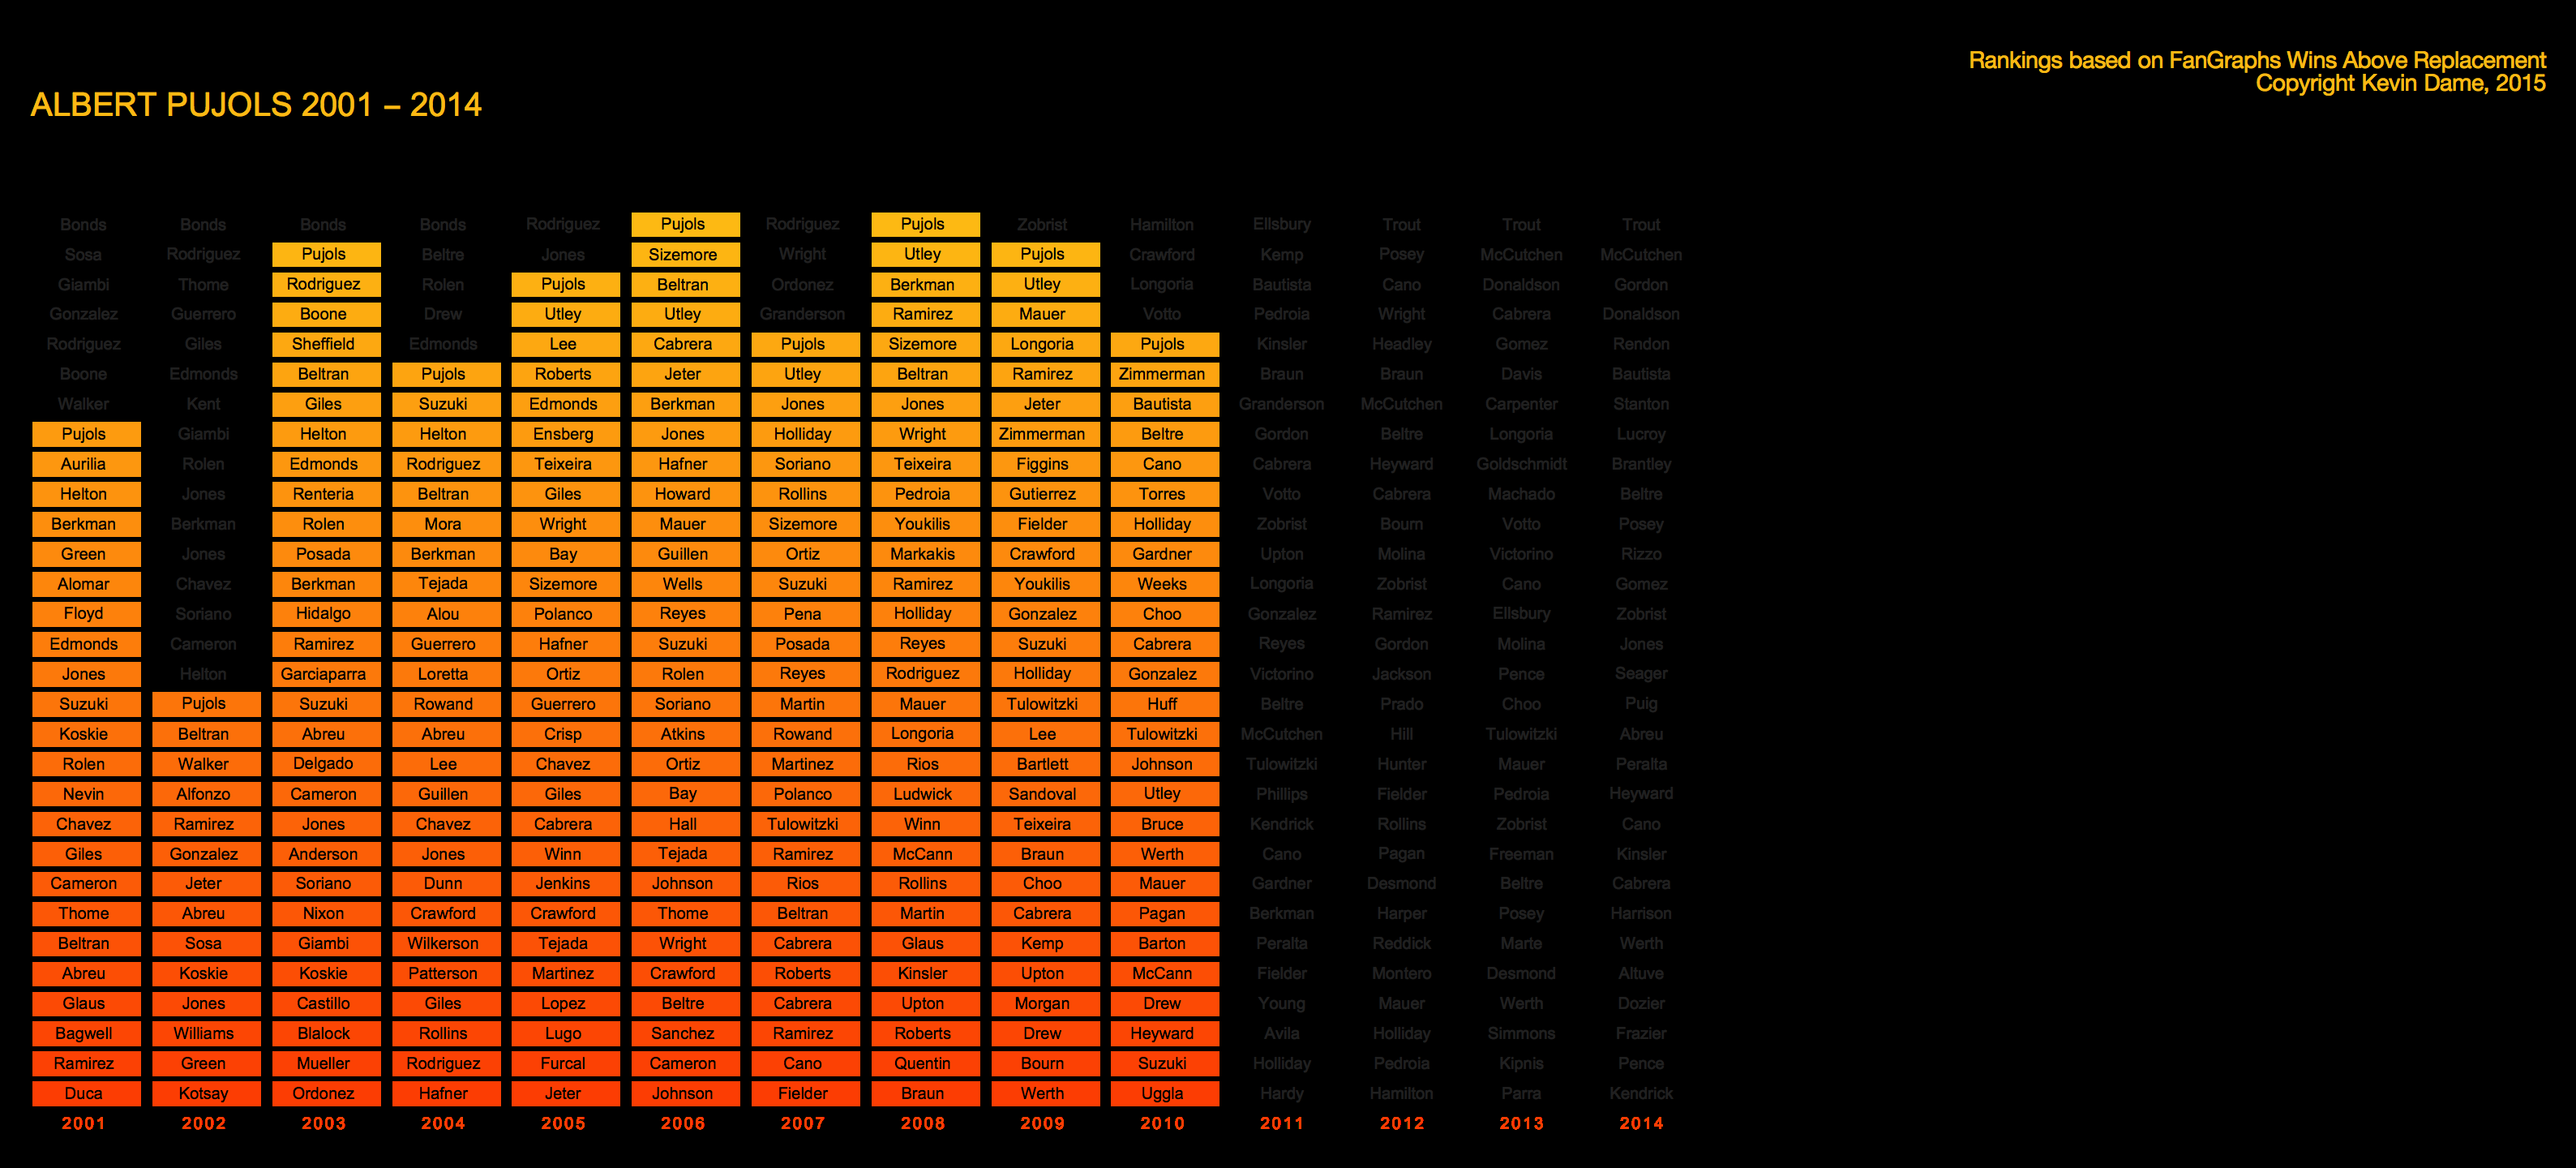 Rankings based on FanGraphs Wins Above Replacement
Copyright Kevin Dame, 2015
ALBERT PUJOLS 2001 – 2014
Bonds Bonds Bonds Bonds Rodriguez Pujols Rodriguez Pujols Zobrist Hamilton Ellsbury Trout Trout Trout
Sosa Rodriguez Pujols Beltre Jones Sizemore Wright Utley Pujols Crawford Kemp Posey McCutchen McCutchen
Giambi Thome Rodriguez Rolen Pujols Beltran Ordonez Berkman Utley Longoria Bautista Cano Donaldson Gordon
Gonzalez Guerrero Boone Drew Utley Utley Granderson Ramirez Mauer Votto Pedroia Wright Cabrera Donaldson
Rodriguez Giles Sheffield Edmonds Lee Cabrera Pujols Sizemore Longoria Pujols Kinsler Headley Gomez Rendon
Boone Edmonds Beltran Pujols Roberts Jeter Utley Beltran Ramirez Zimmerman Braun Braun Davis Bautista
Walker Kent Giles Suzuki Edmonds Berkman Jones Jones Jeter Bautista Granderson McCutchen Carpenter Stanton
Pujols Giambi Helton Helton Ensberg Jones Holliday Wright Zimmerman Beltre Gordon Beltre Longoria Lucroy
Aurilia Rolen Edmonds Rodriguez Teixeira Hafner Soriano Teixeira Figgins Cano Cabrera Heyward Goldschmidt Brantley
Helton Jones Renteria Beltran Giles Howard Rollins Pedroia Gutierrez Torres Votto Cabrera Machado Beltre
Berkman Berkman Rolen Mora Wright Mauer Sizemore Youkilis Fielder Holliday Zobrist Bourn Votto Posey
Green Jones Posada Berkman Bay Guillen Ortiz Markakis Crawford Gardner Upton Molina Victorino Rizzo
Alomar Chavez Berkman Tejada Sizemore Wells Suzuki Ramirez Youkilis Weeks Longoria Zobrist Cano Gomez
Floyd Soriano Hidalgo Alou Polanco Reyes Pena Holliday Gonzalez Choo Gonzalez Ramirez Ellsbury Zobrist
Edmonds Cameron Ramirez Guerrero Hafner Suzuki Posada Reyes Suzuki Cabrera Reyes Gordon Molina Jones
Jones Helton Garciaparra Loretta Ortiz Rolen Reyes Rodriguez Holliday Gonzalez Victorino Jackson Pence Seager
Suzuki Pujols Suzuki Rowand Guerrero Soriano Martin Mauer Tulowitzki Huff Beltre Prado Choo Puig
Koskie Beltran Abreu Abreu Crisp Atkins Rowand Longoria Lee Tulowitzki McCutchen Hill Tulowitzki Abreu
Rolen Walker Delgado Lee Chavez Ortiz Martinez Rios Bartlett Johnson Tulowitzki Hunter Mauer Peralta
Nevin Alfonzo Cameron Guillen Giles Bay Polanco Ludwick Sandoval Utley Phillips Fielder Pedroia Heyward
Chavez Ramirez Jones Chavez Cabrera Hall Tulowitzki Winn Teixeira Bruce Kendrick Rollins Zobrist Cano
Giles Gonzalez Anderson Jones Winn Tejada Ramirez McCann Braun Werth Cano Pagan Freeman Kinsler
Cameron Jeter Soriano Dunn Jenkins Johnson Rios Rollins Choo Mauer Gardner Desmond Beltre Cabrera
Thome Abreu Nixon Crawford Crawford Thome Beltran Martin Cabrera Pagan Berkman Harper Posey Harrison
Beltran Sosa Giambi Wilkerson Tejada Wright Cabrera Glaus Kemp Barton Peralta Reddick Marte Werth
Abreu Koskie Koskie Patterson Martinez Crawford Roberts Kinsler Upton McCann Fielder Montero Desmond Altuve
Glaus Jones Castillo Giles Lopez Beltre Cabrera Upton Morgan Drew Young Mauer Werth Dozier
Bagwell Williams Blalock Rollins Lugo Sanchez Ramirez Roberts Drew Heyward Avila Holliday Simmons Frazier
Ramirez Green Mueller Rodriguez Furcal Cameron Cano Quentin Bourn Suzuki Holliday Pedroia Kipnis Pence
Duca Kotsay Ordonez Hafner Jeter Johnson Fielder Braun Werth Uggla Hardy Hamilton Parra Kendrick
2001 2002 2003 2004 2005 2006 2007 2008 2009 2010 2011 2012 2013 2014